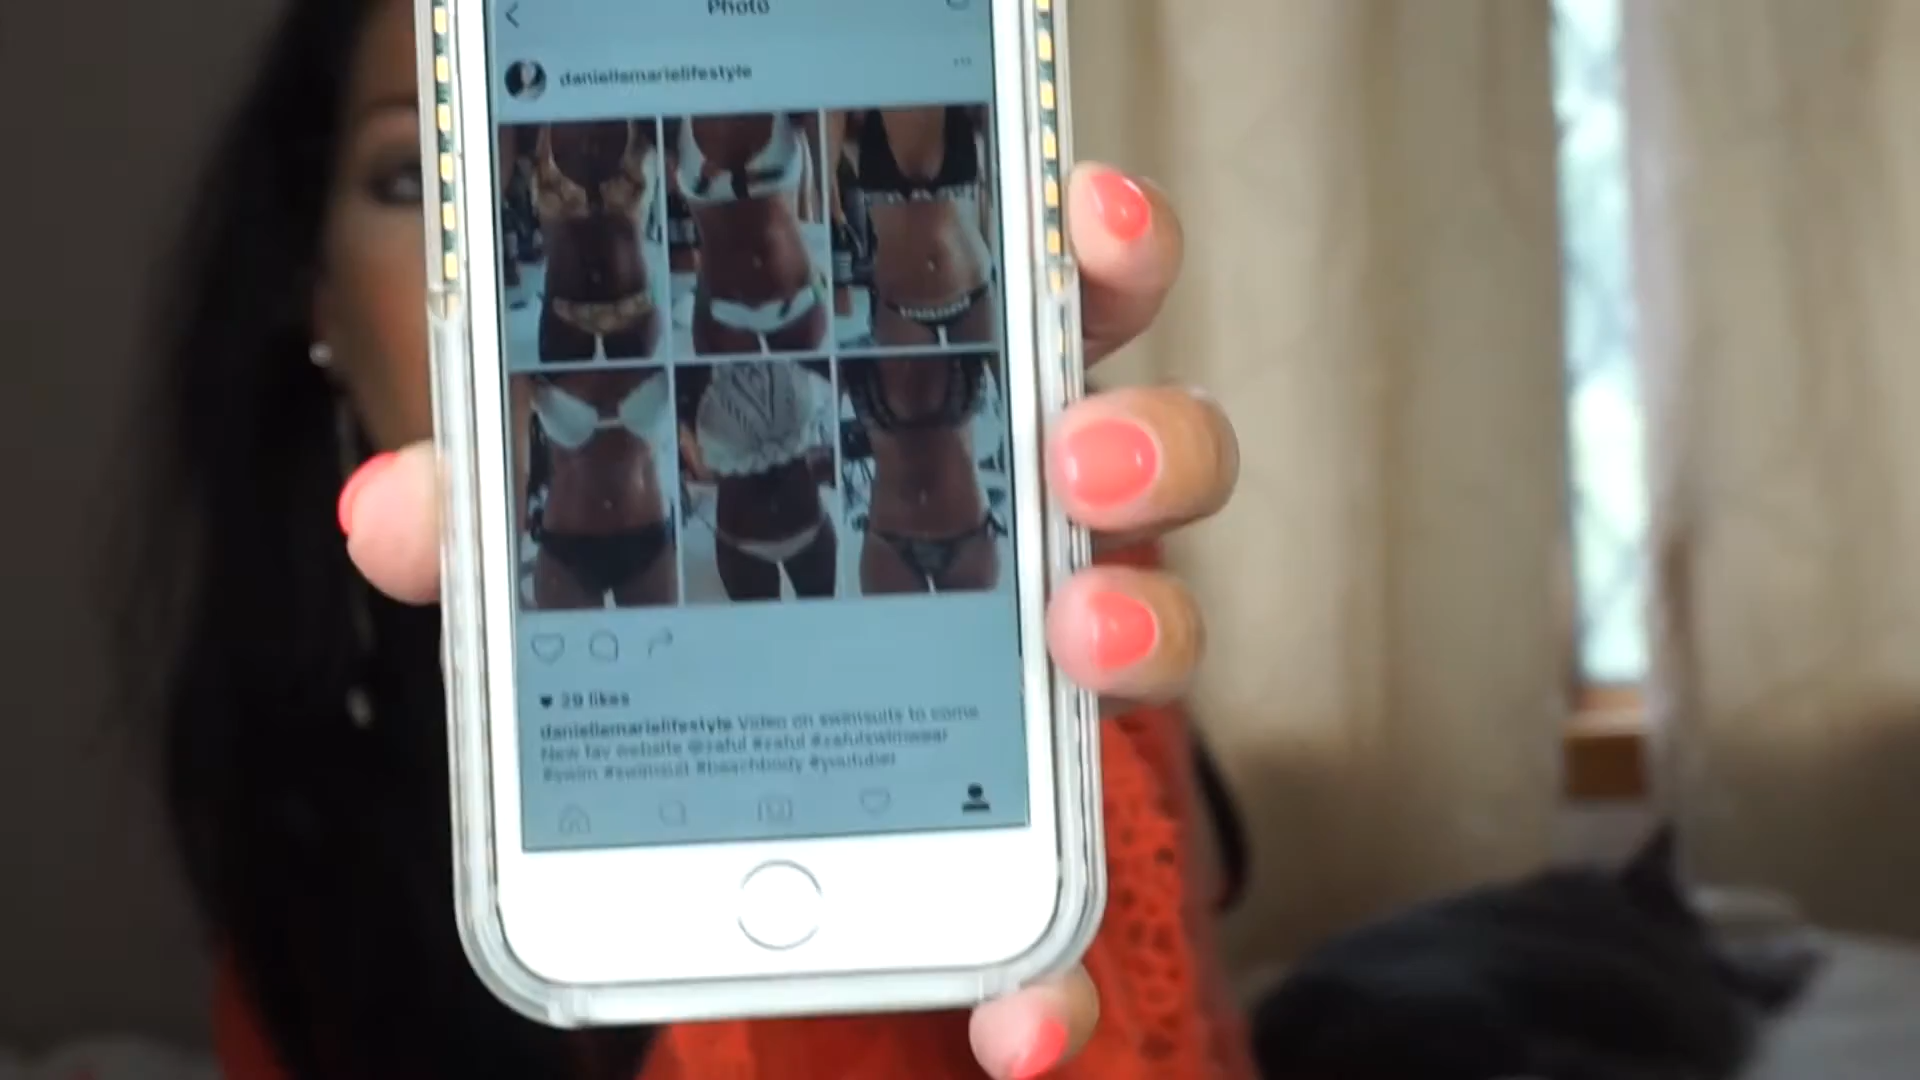 Photo
daniellemarielifestyle
29 likes
daniellemarielifestyle Video on swimsuits to come
New fav website @zaful #zaful #zafulswimwear
#swim #swimsuit #beachbody #youtuber